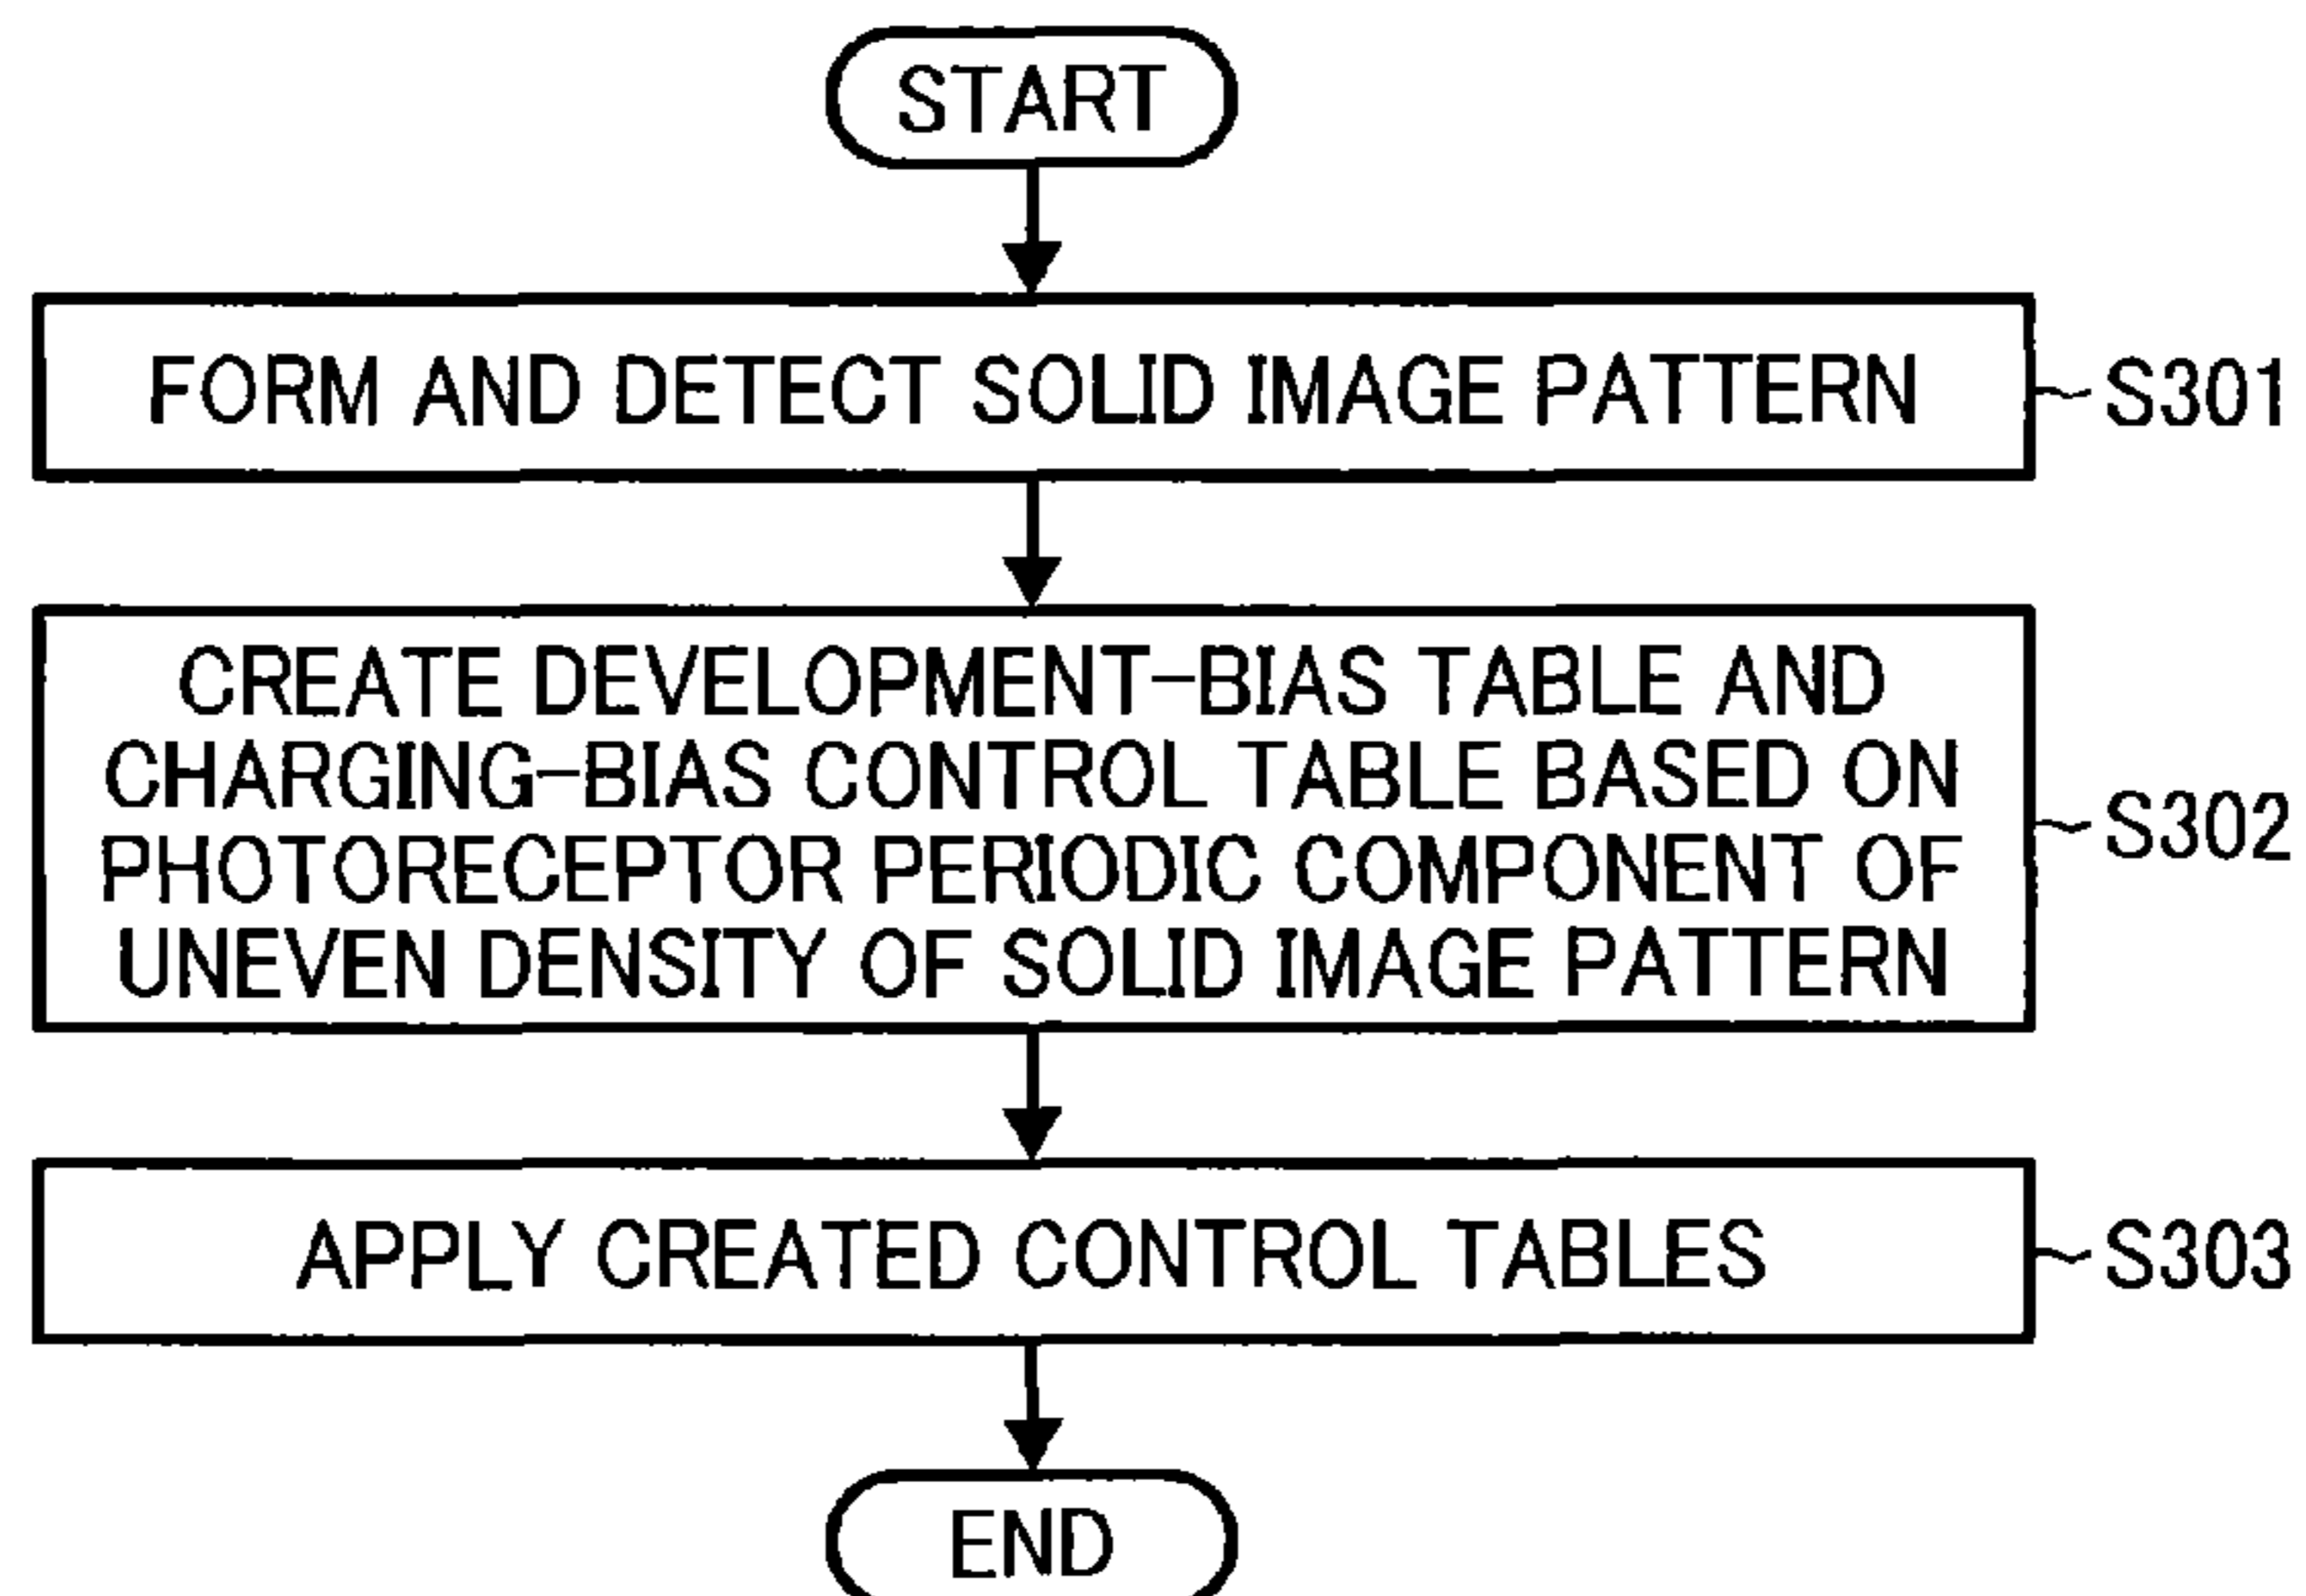 START
FORM AND DETECT SOLID IMAGE PATTERN
S301
CREATE DEVELOPMENT-BIAS TABLE AND
CHARGING-BIAS CONTROL TABLE BASED ON
PHOTORECEPTOR PERIODIC COMPONENT OF
UNEVEN DENSITY OF SOLID IMAGE PATTERN
S302
APPLY CREATED CONTROL TABLES
S303
END